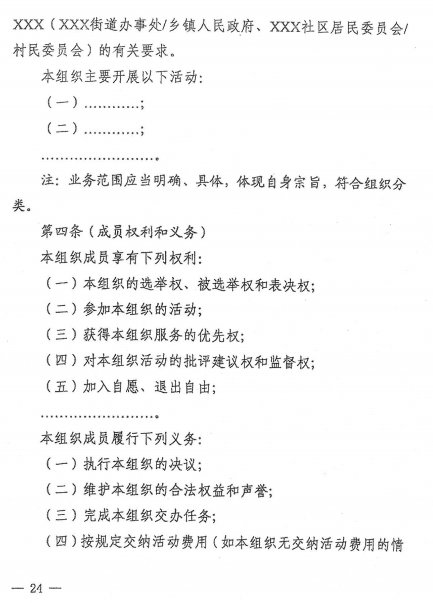 XXX（XXX街道办事处/乡镇人民政府、XXX社区居民委员会/
村民委员会）的有关要求。
本组织主要开展以下活动：
（一）…………；
（二）…………；
…………………………。
注：业务范围应当明确、具体，体现自身宗旨，符合组织分
类。
第四条（成员权利和义务）
本组织成员享有下列权利：
（一）本组织的选举权、被选举权和表决权；
（二）参加本组织的活动；
（三）获得本组织服务的优先权；
（四）对本组织活动的批评建议权和监督权；
（五）加入自愿、退出自由；
…………………………。
本组织成员履行下列义务：
（一）执行本组织的决议；
（二）维护本组织的合法权益和声誉；
（三）完成本组织交办任务；
（四）按规定交纳活动费用（如本组织无交纳活动费用的情
— 24 —